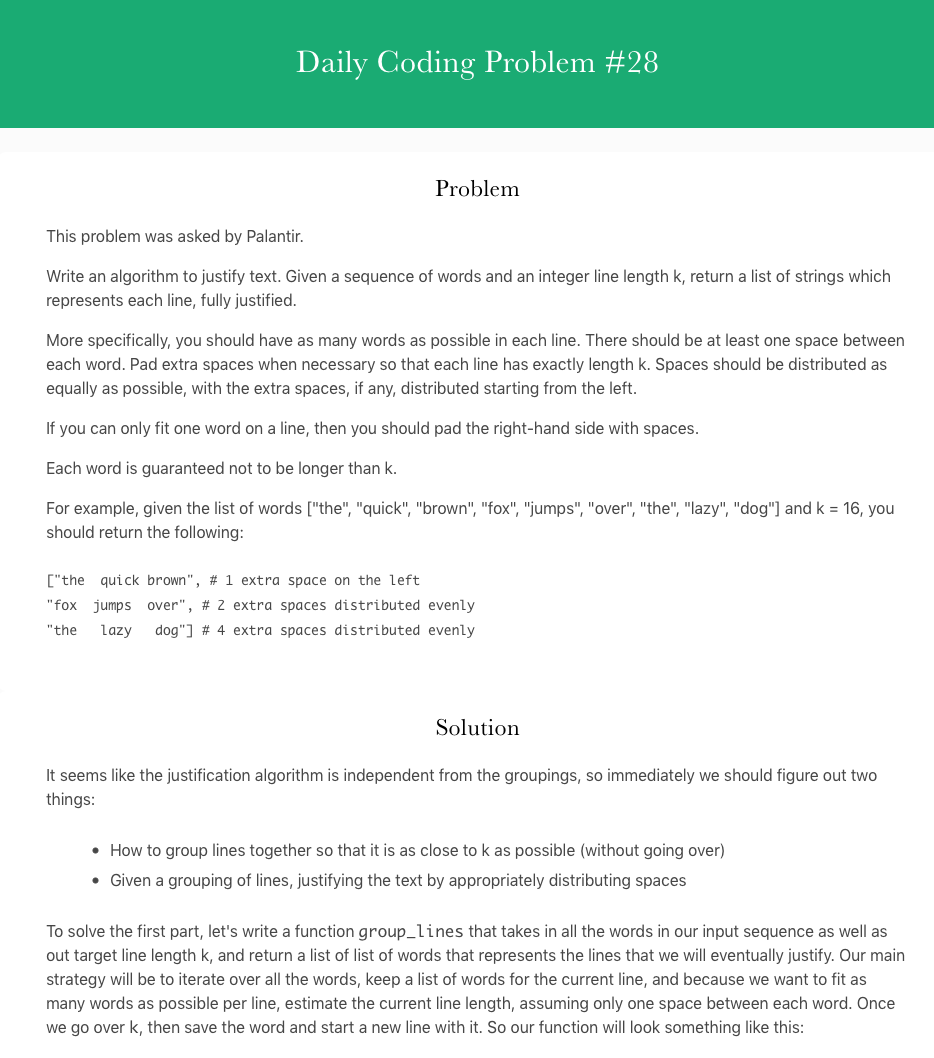 Daily Coding Problem #28
Problem
This problem was asked by Palantir.
Write an algorithm to justify text. Given a sequence of words and an integer line length k, return a list of strings which
represents each line, fully justified.
More specifically, you should have as many words as possible in each line. There should be at least one space between
each word. Pad extra spaces when necessary so that each line has exactly length k. Spaces should be distributed as
equally as possible, with the extra spaces, if any, distributed starting from the left.
If you can only fit one word on a line, then you should pad the right-hand side with spaces.
Each word is guaranteed not to be longer than k.
For example, given the list of words ["the", "quick", "brown", "fox", "jumps", "over", "the", "lazy", "dog"] and k = 16, you
should return the following:
["the  quick brown", # 1 extra space on the left
"fox  jumps  over", # 2 extra spaces distributed evenly
"the   lazy   dog"] # 4 extra spaces distributed evenly
Solution
It seems like the justification algorithm is independent from the groupings, so immediately we should figure out two
things:
• How to group lines together so that it is as close to k as possible (without going over)
• Given a grouping of lines, justifying the text by appropriately distributing spaces
To solve the first part, let's write a function group_lines that takes in all the words in our input sequence as well as
out target line length k, and return a list of list of words that represents the lines that we will eventually justify. Our main
strategy will be to iterate over all the words, keep a list of words for the current line, and because we want to fit as
many words as possible per line, estimate the current line length, assuming only one space between each word. Once
we go over k, then save the word and start a new line with it. So our function will look something like this: